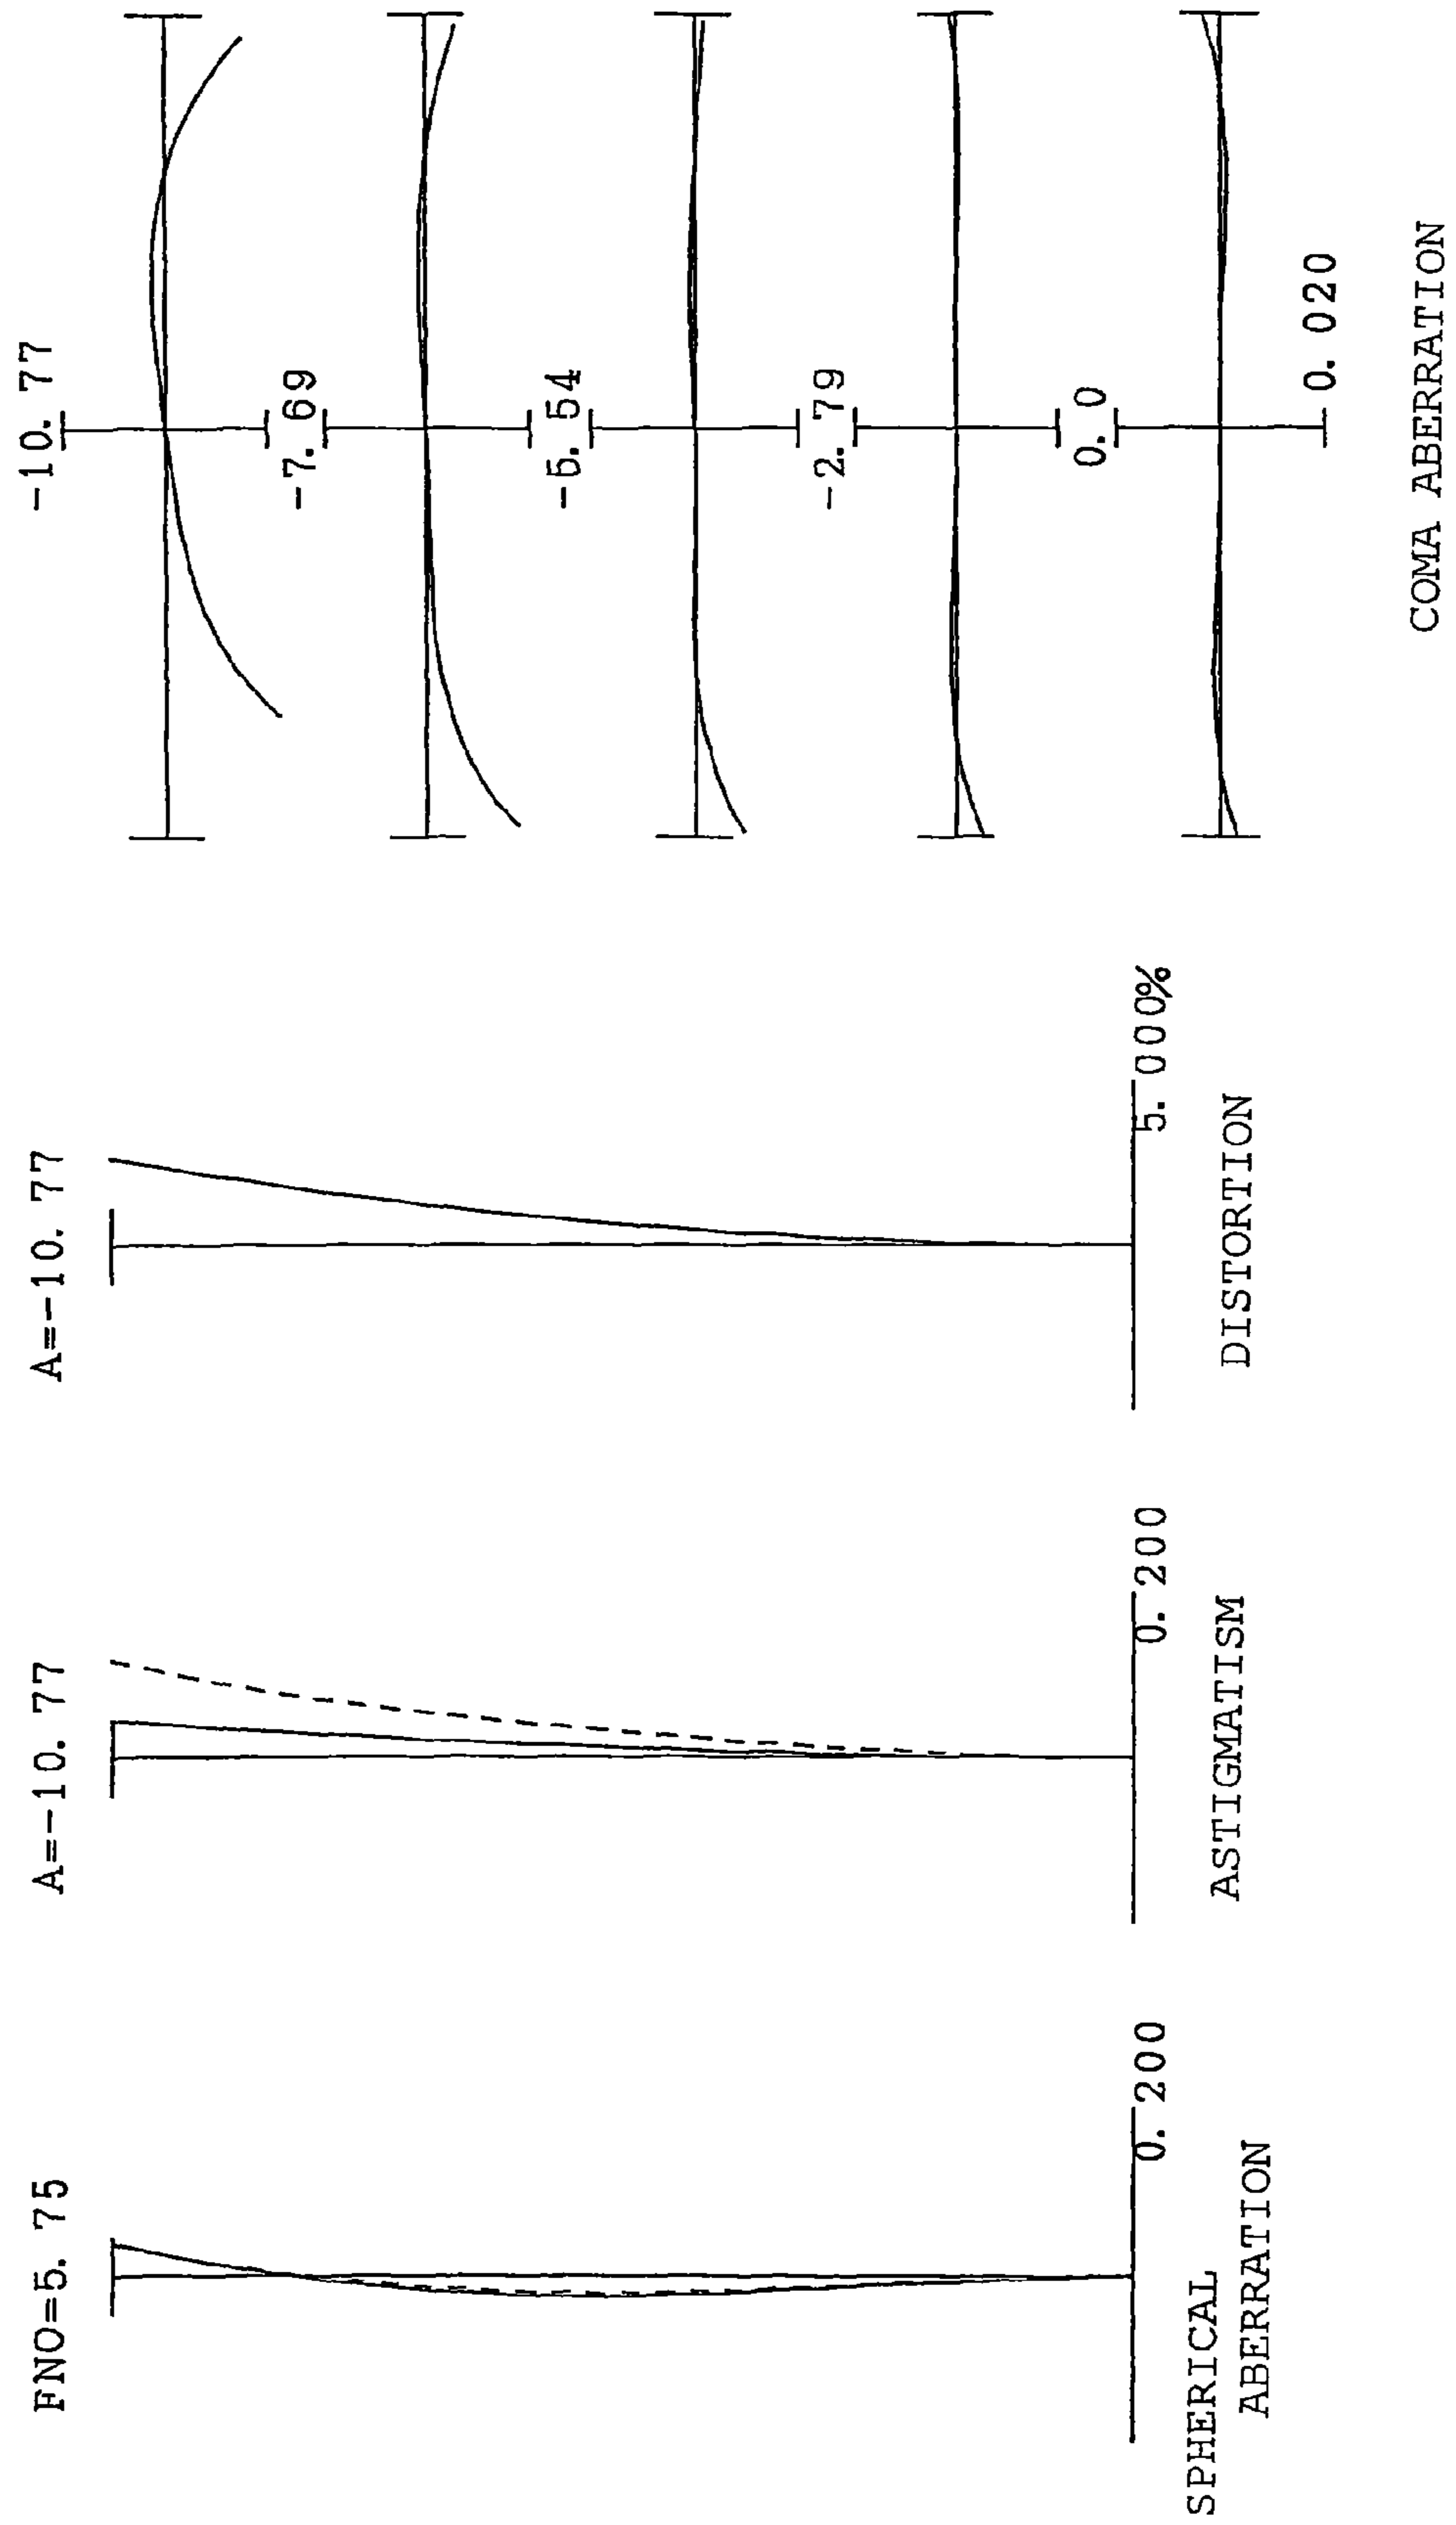 FNO=5. 75
0. 200
SPHERICAL
ABERRATION
A=-10. 77
0. 200
ASTIGMATISM
A=-10. 77
5. 000%
DISTORTION
-10. 77
-7. 69
-5. 54
-2. 79
0. 0
0. 020
COMA ABERRATION